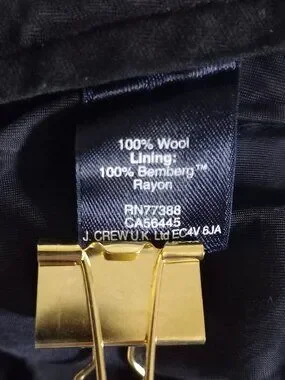 100% Wool
Lining:
100% Bemberg™
Rayon
RN77388
CA56445
J. CREW U.K. Ltd EC4V 6JA